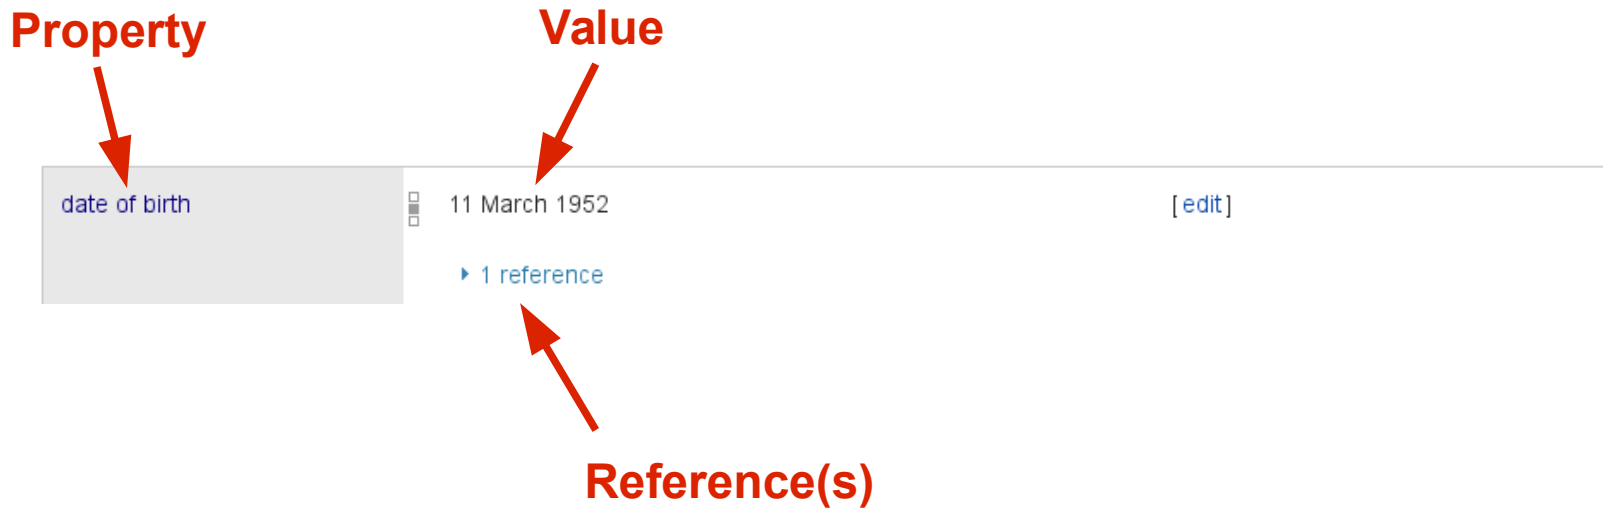 Property
Value
date of birth
11 March 1952
[edit]
1 reference
Reference(s)